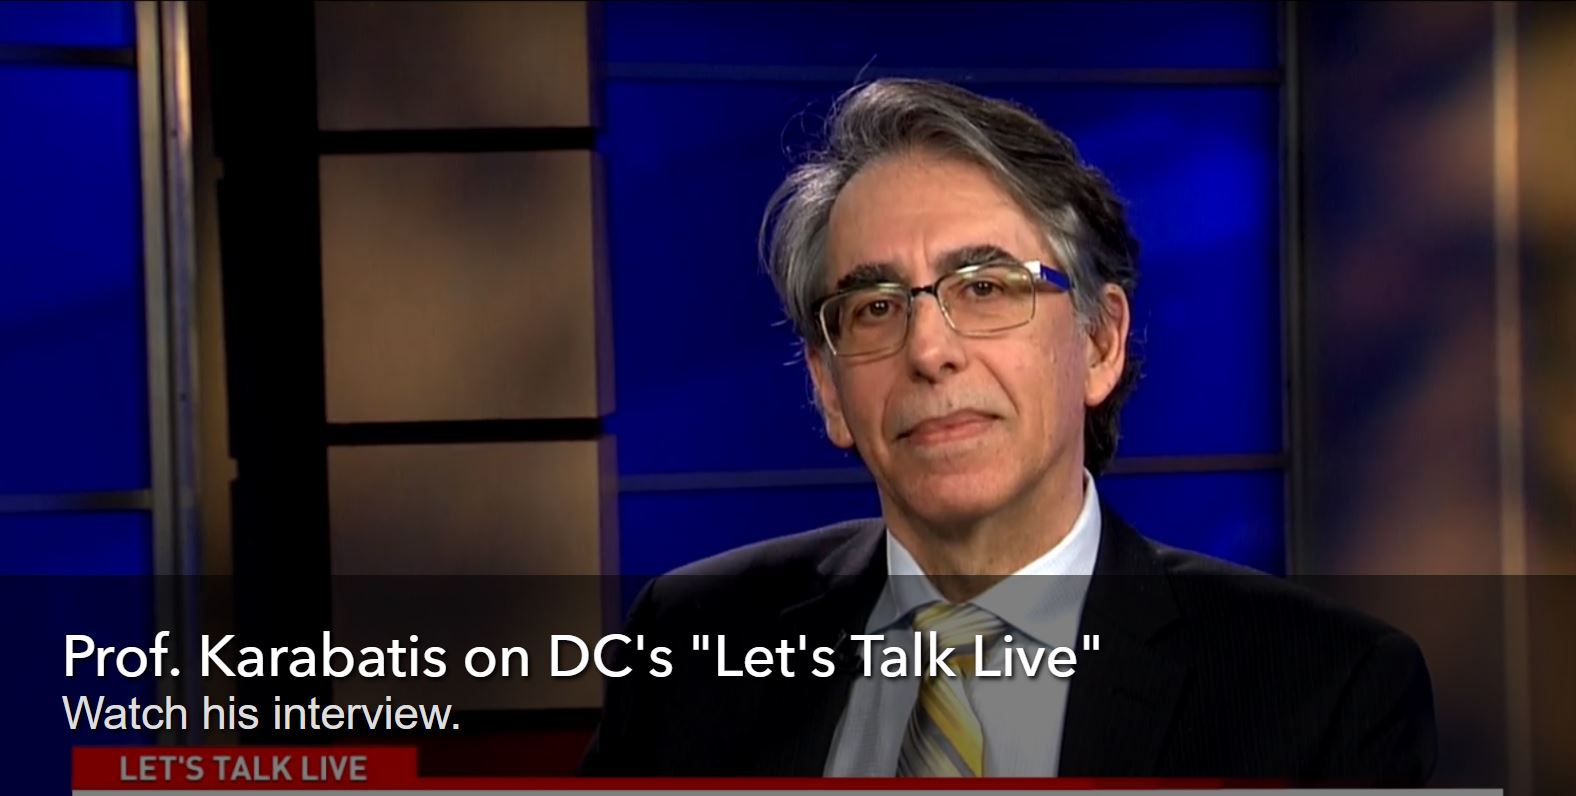 Prof. Karabatis on DC's "Let's Talk Live"
Watch his interview.
LET'S TALK LIVE